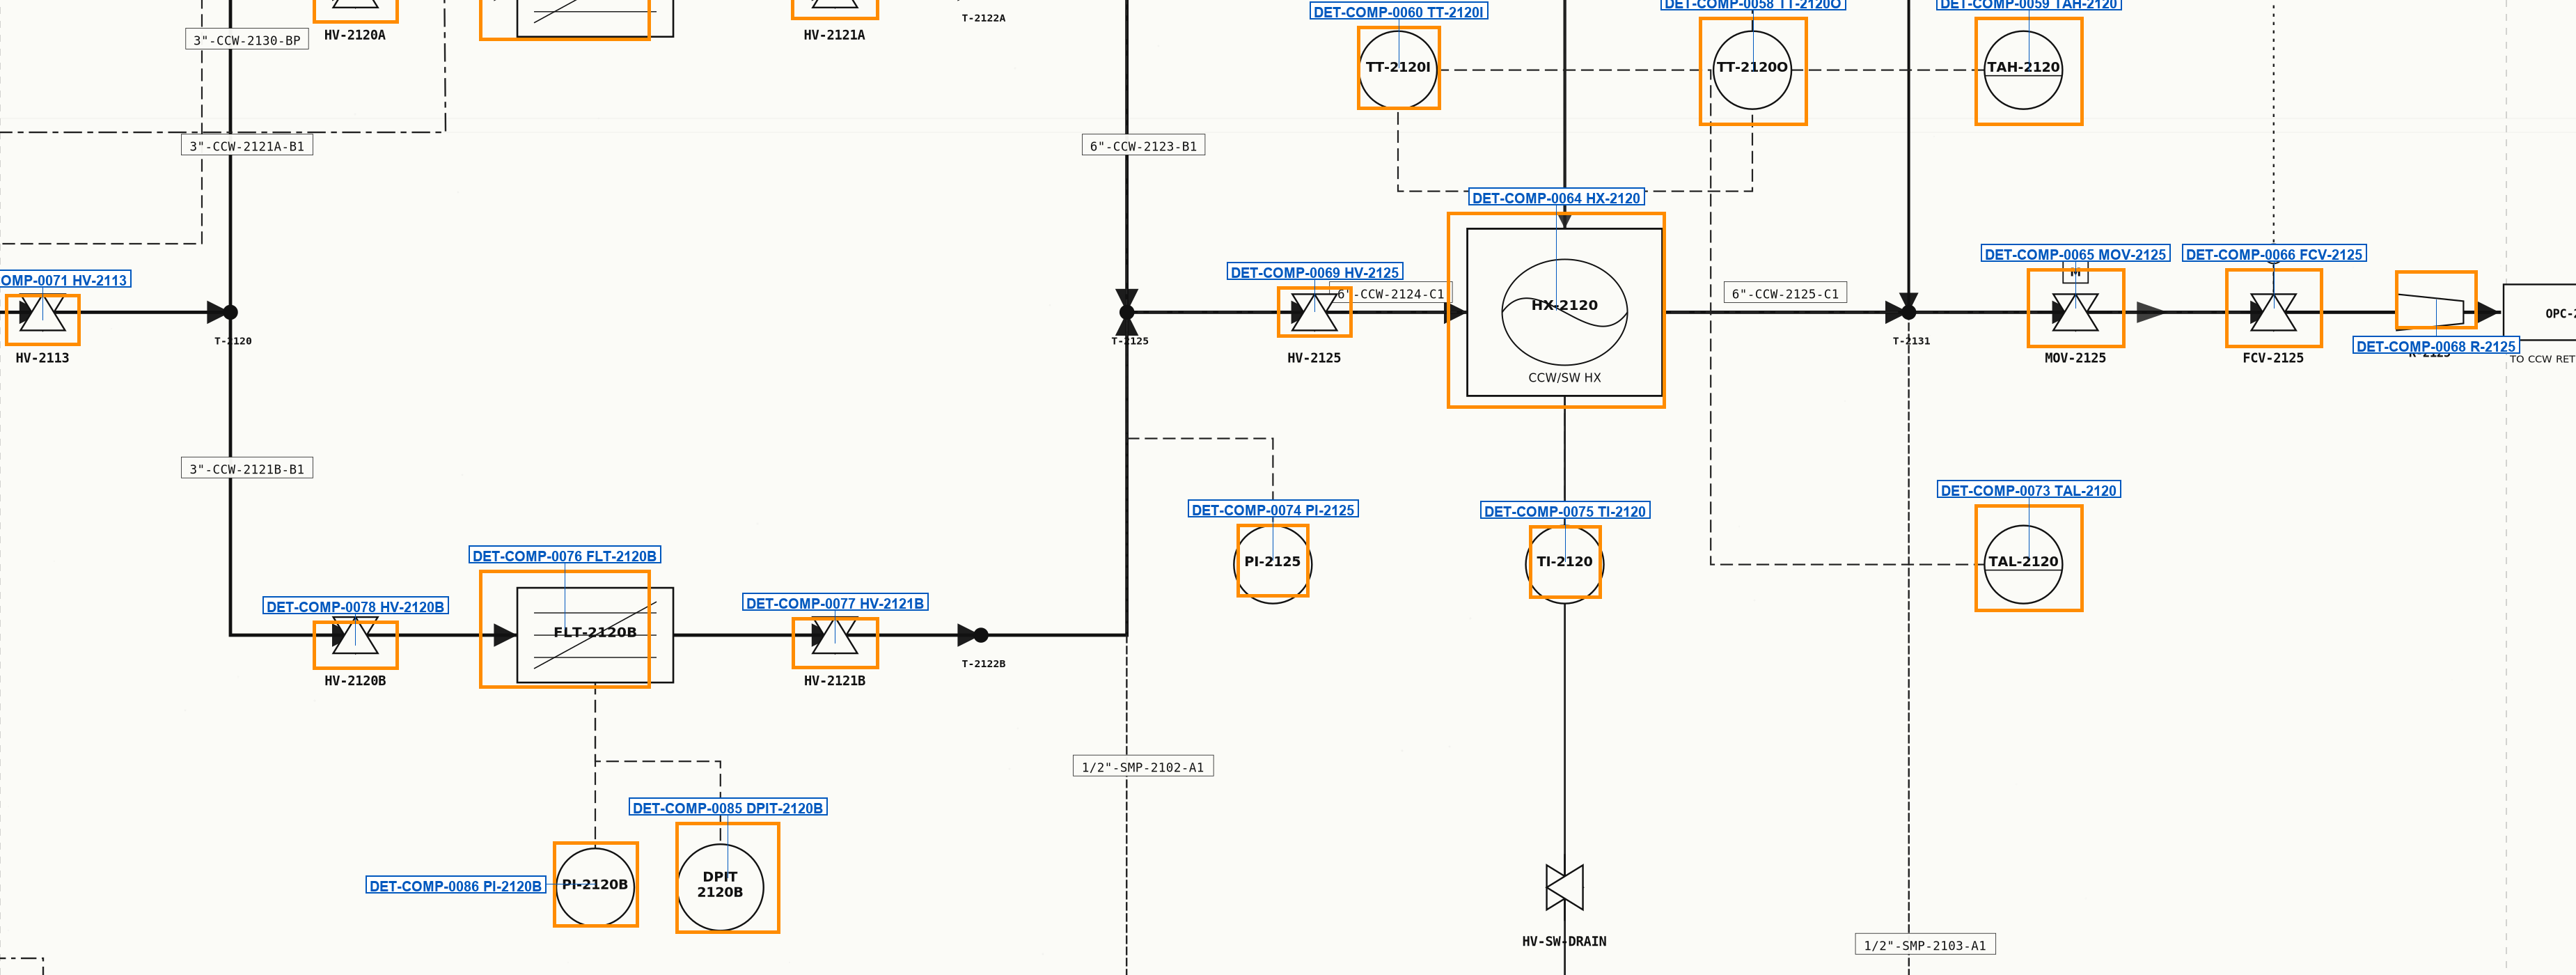 DET-COMP-0060 TT-2120I
DET-COMP-0058 TT-2120O
DET-COMP-0059 TAH-2120
T-2122A
HV-2120A
HV-2121A
3"-CCW-2130-BP
TT-2120I
TT-2120O
TAH-2120
3"-CCW-2121A-B1
6"-CCW-2123-B1
DET-COMP-0064 HX-2120
DET-COMP-0065 MOV-2125
DET-COMP-0066 FCV-2125
OMP-0071 HV-2113
DET-COMP-0069 HV-2125
M
6"-CCW-2124-C1
6"-CCW-2125-C1
HX-2120
OPC-2
T-2120
T-2125
T-2131
DET-COMP-0068 R-2125
HV-2113
HV-2125
MOV-2125
FCV-2125
TO CCW RET
CCW/SW HX
3"-CCW-2121B-B1
DET-COMP-0073 TAL-2120
DET-COMP-0074 PI-2125
DET-COMP-0075 TI-2120
DET-COMP-0076 FLT-2120B
PI-2125
TI-2120
TAL-2120
DET-COMP-0078 HV-2120B
DET-COMP-0077 HV-2121B
FLT-2120B
T-2122B
HV-2120B
HV-2121B
1/2"-SMP-2102-A1
DET-COMP-0085 DPIT-2120B
DET-COMP-0086 PI-2120B
PI-2120B
DPIT
2120B
HV-SW-DRAIN
1/2"-SMP-2103-A1